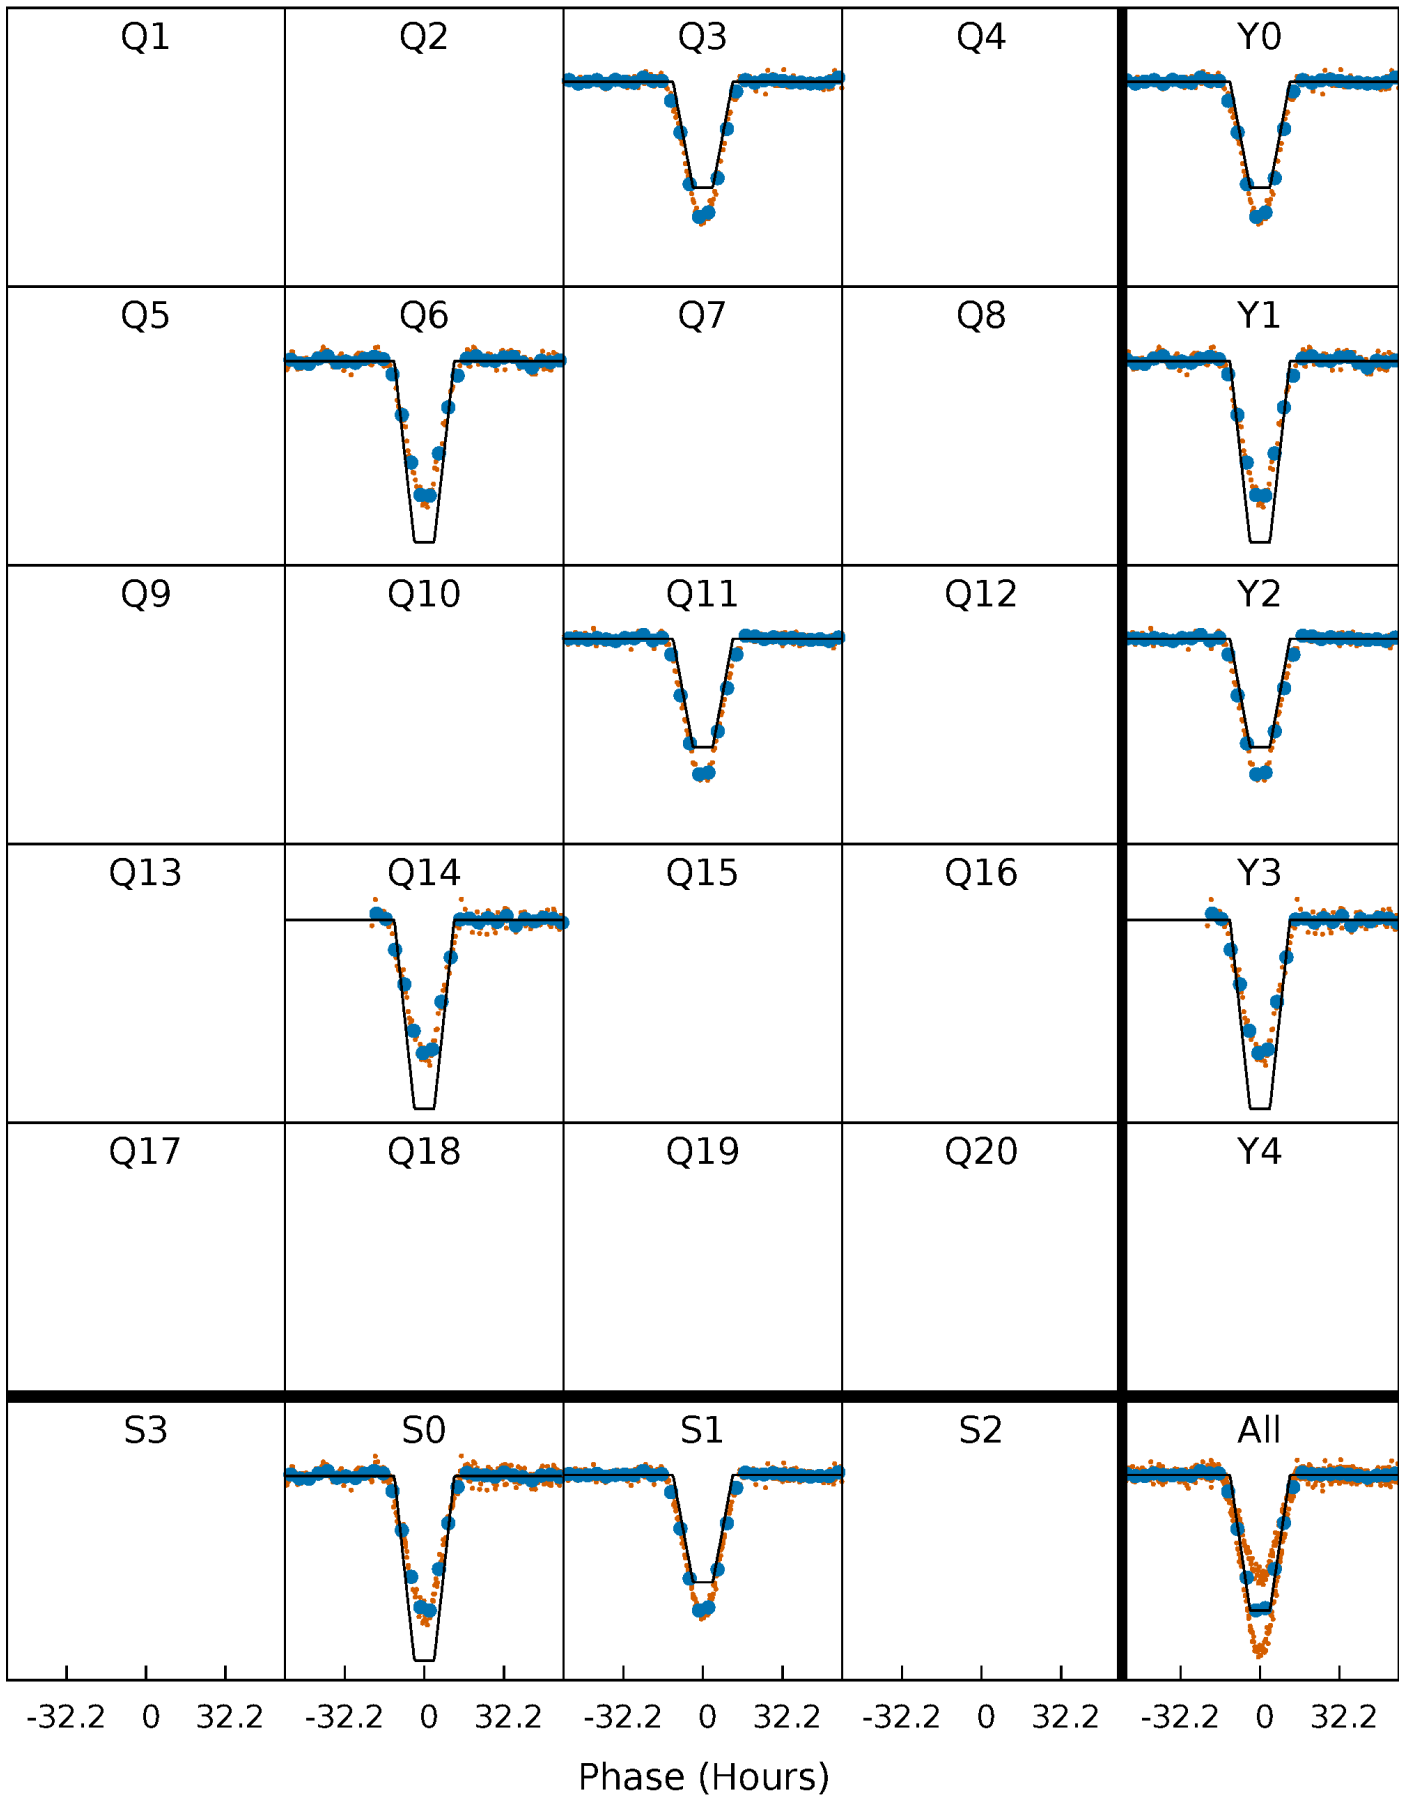 Q1 Q2 Q3 Q4 Y0
Q5 Q6 Q7 Q8 Y1
Q9 Q10 Q11 Q12 Y2
Q13 Q14 Q15 Q16 Y3
Q17 Q18 Q19 Q20 Y4
S3 S0 S1 S2 All
-32.2 0 32.2 -32.2 0 32.2 -32.2 0 32.2 -32.2 0 32.2 -32.2 0 32.2
Phase (Hours)